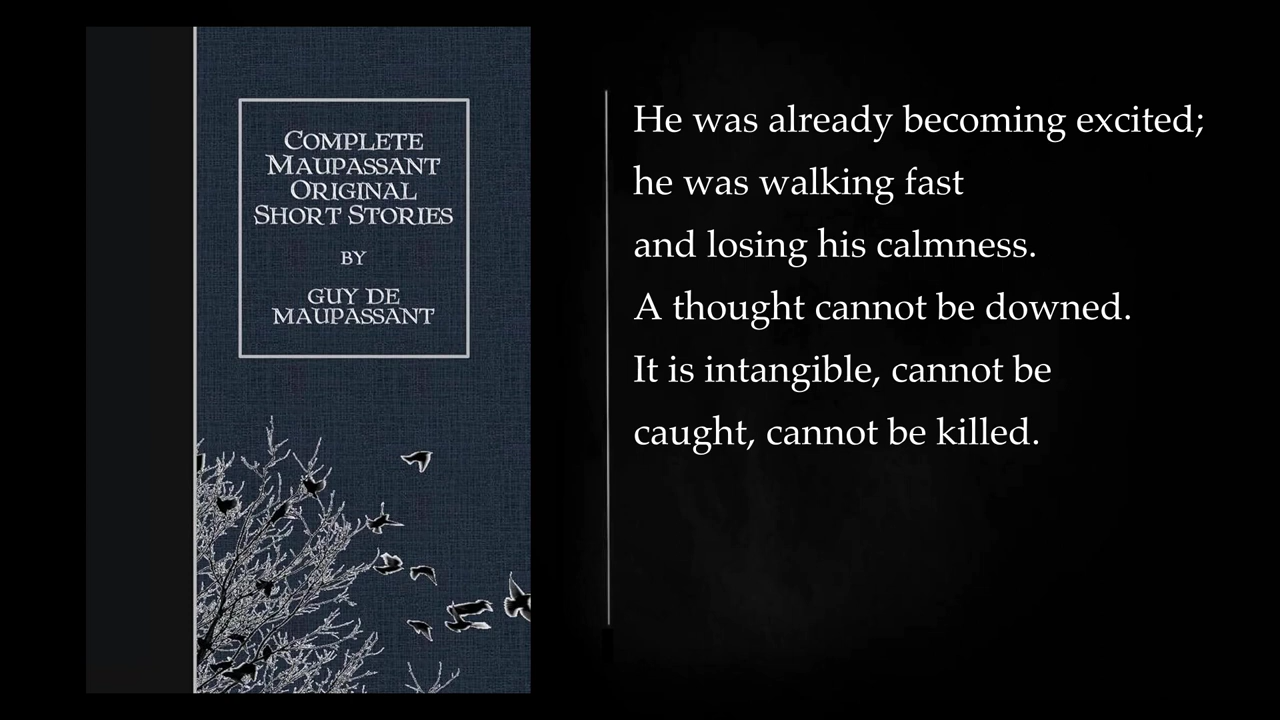 COMPLETE
MAUPASSANT
ORIGINAL
SHORT STORIES
BY
GUY DE
MAUPASSANT
He was already becoming excited;
he was walking fast
and losing his calmness.
A thought cannot be downed.
It is intangible, cannot be
caught, cannot be killed.